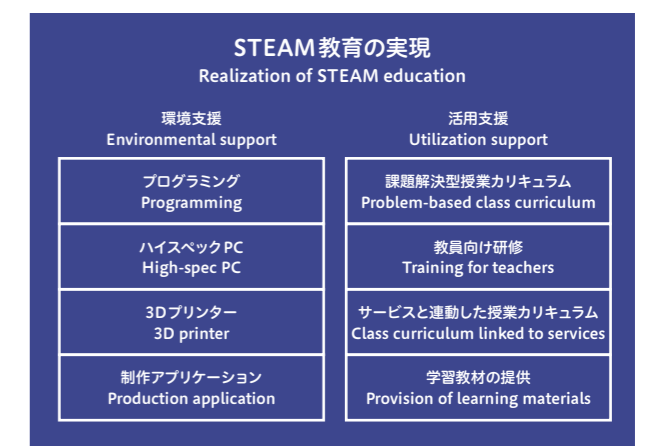 STEAM教育の実現
Realization of STEAM education
環境支援
Environmental support
プログラミング
Programming
ハイスペックPC
High-spec PC
3Dプリンター
3D printer
制作アプリケーション
Production application
活用支援
Utilization support
課題解決型授業カリキュラム
Problem-based class curriculum
教員向け研修
Training for teachers
サービスと連動した授業カリキュラム
Class curriculum linked to services
学習教材の提供
Provision of learning materials